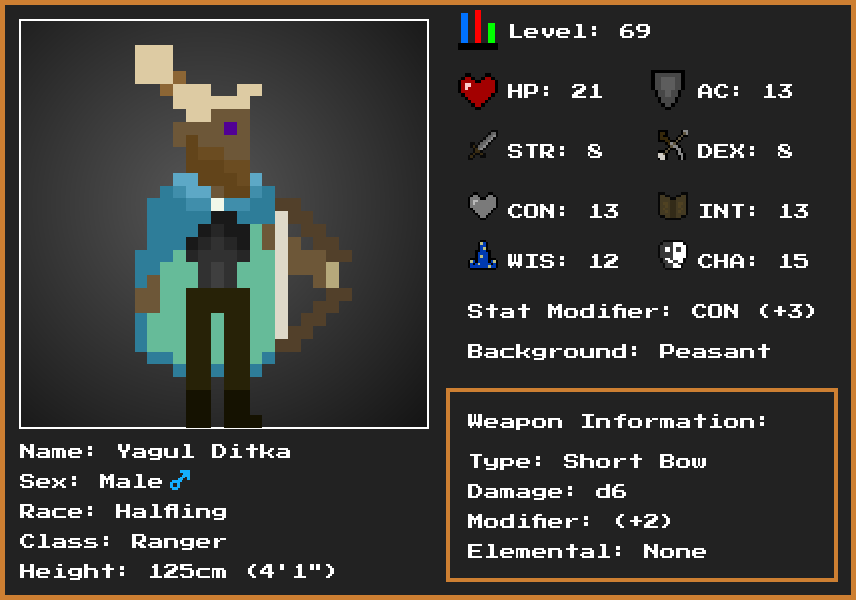 Level: 69
HP: 21
AC: 13
STR: 8
DEX: 8
CON: 13
INT: 13
WIS: 12
CHA: 15
Stat Modifier: CON (+3)
Background: Peasant
Weapon Information:
Type: Short Bow
Damage: d6
Modifier: (+2)
Elemental: None
Name: Yagul Ditka
Sex: Male♂
Race: Halfling
Class: Ranger
Height: 125cm (4'1")